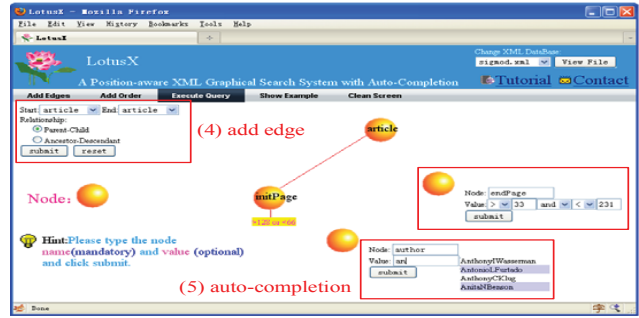 LotusX - Mozilla Firefox
File Edit View History Bookmarks Tools Help
LotusX
LotusX
Change XML DataBase:
sigmod.xml View File
A Position-aware XML Graphical Search System with Auto-Completion
Tutorial Contact
Add Edges Add Order Execute Query Show Example Clean Screen
Start: article End: article
Relationship:
Parent-Child
Ancestor-Descendant
submit reset
(4) add edge
article
Node:
initPage
>128 or <66
Node: endPage
Value: > 33 and < 231
submit
Hint:Please type the node
name(mandatory) and value (optional)
and click submit.
Node: author
Value: an
submit
AnthonyIWasserman
AntonioLFurtado
AnthonyCKlug
AnitaNBenson
(5) auto-completion
Done